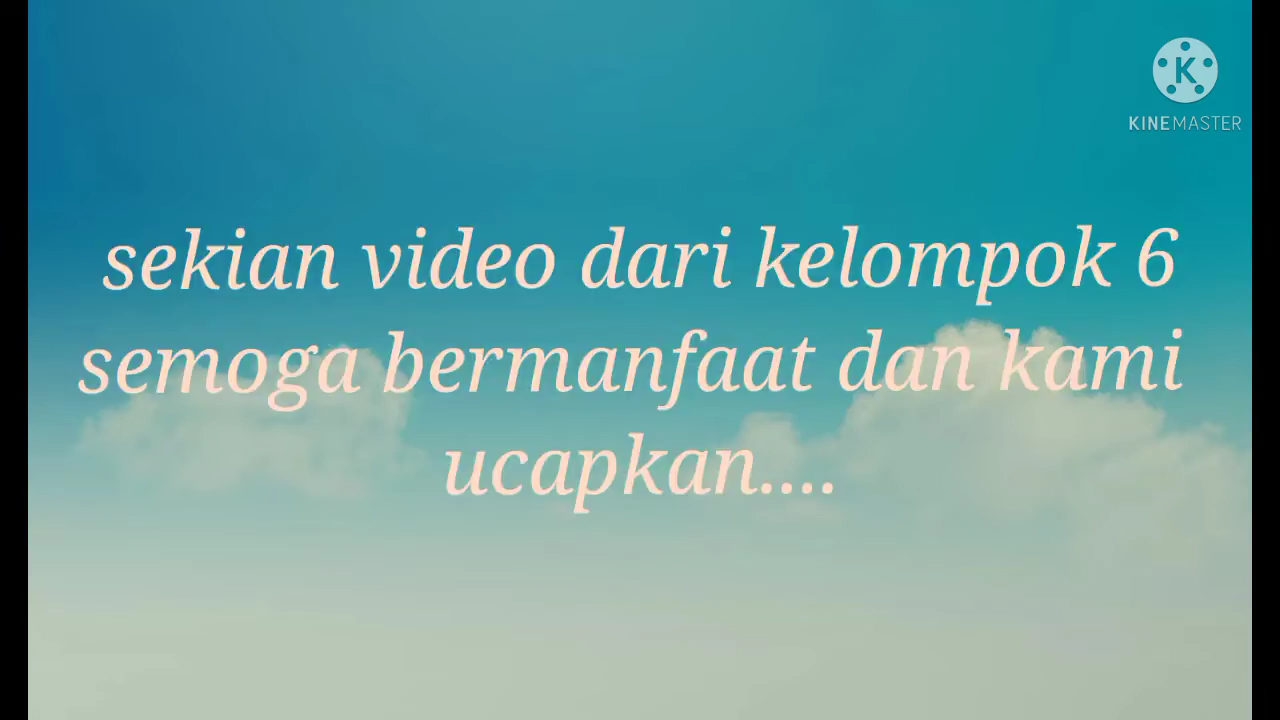 KINEMASTER
sekian video dari kelompok 6
semoga bermanfaat dan kami
ucapkan....